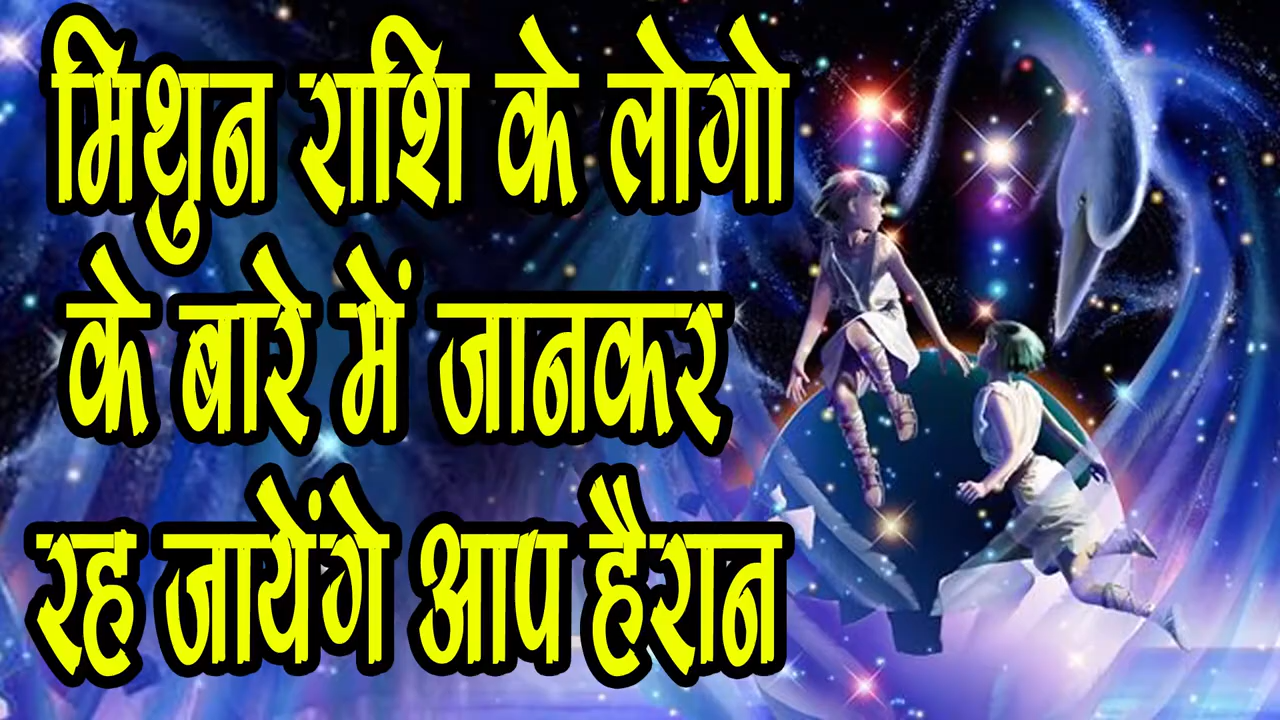 मिथुन राशि के लोगो
के बारे में जानकर
रह जायेंगे आप हैरान